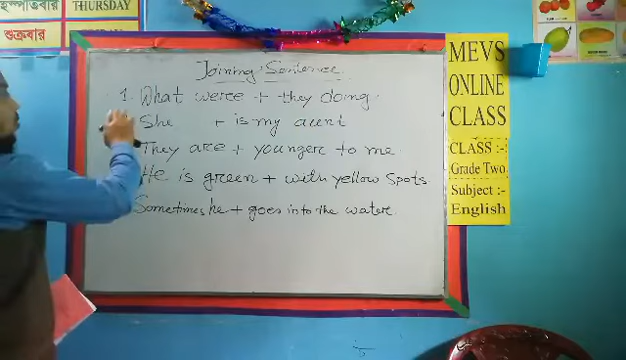 বৃহস্পতিবার THURSDAY
শুক্রবার
Joining Sentence
1. What were + they doing.
She + is my aunt
They are + younger to me.
He is green + with yellow spots
Sometimes he + goes into the water.
MEVS
ONLINE
CLASS
CLASS :-
Grade Two
Subject :-
English